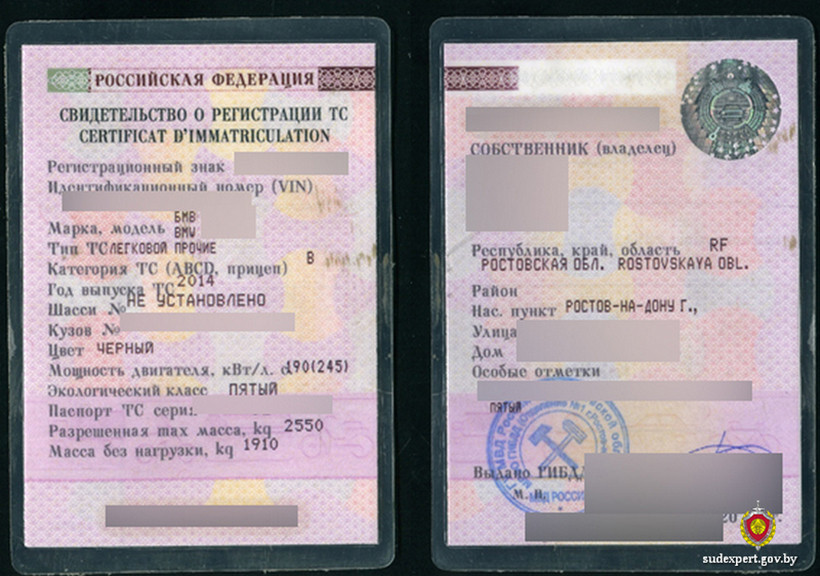 РОССИЙСКАЯ ФЕДЕРАЦИЯ
СВИДЕТЕЛЬСТВО О РЕГИСТРАЦИИ ТС
CERTIFICAT D'IMMATRICULATION
Регистрационный знак
Идентификационный номер (VIN)
БМВ
Марка, модель BMW
Тип ТС ЛЕГКОВОЙ ПРОЧИЕ
Категория ТС (ABCD, прицеп) B
Год выпуска ТС 2014
Шасси № НЕ УСТАНОВЛЕНО
Кузов №
Цвет ЧЕРНЫЙ
Мощность двигателя, кВт/л. с 190(245)
Экологический класс ПЯТЫЙ
Паспорт ТС серия
Разрешенная max масса, kg 2550
Масса без нагрузки, kg 1910
СОБСТВЕННИК (владелец)
Республика, край, область RF
РОСТОВСКАЯ ОБЛ. ROSTOVSKAYA OBL.
Район
Нас. пункт РОСТОВ-НА-ДОНУ Г.,
Улица
Дом
Особые отметки
ПЯТЫЙ
Выдано ГИБДД
М. П.
20
sudexpert.gov.by